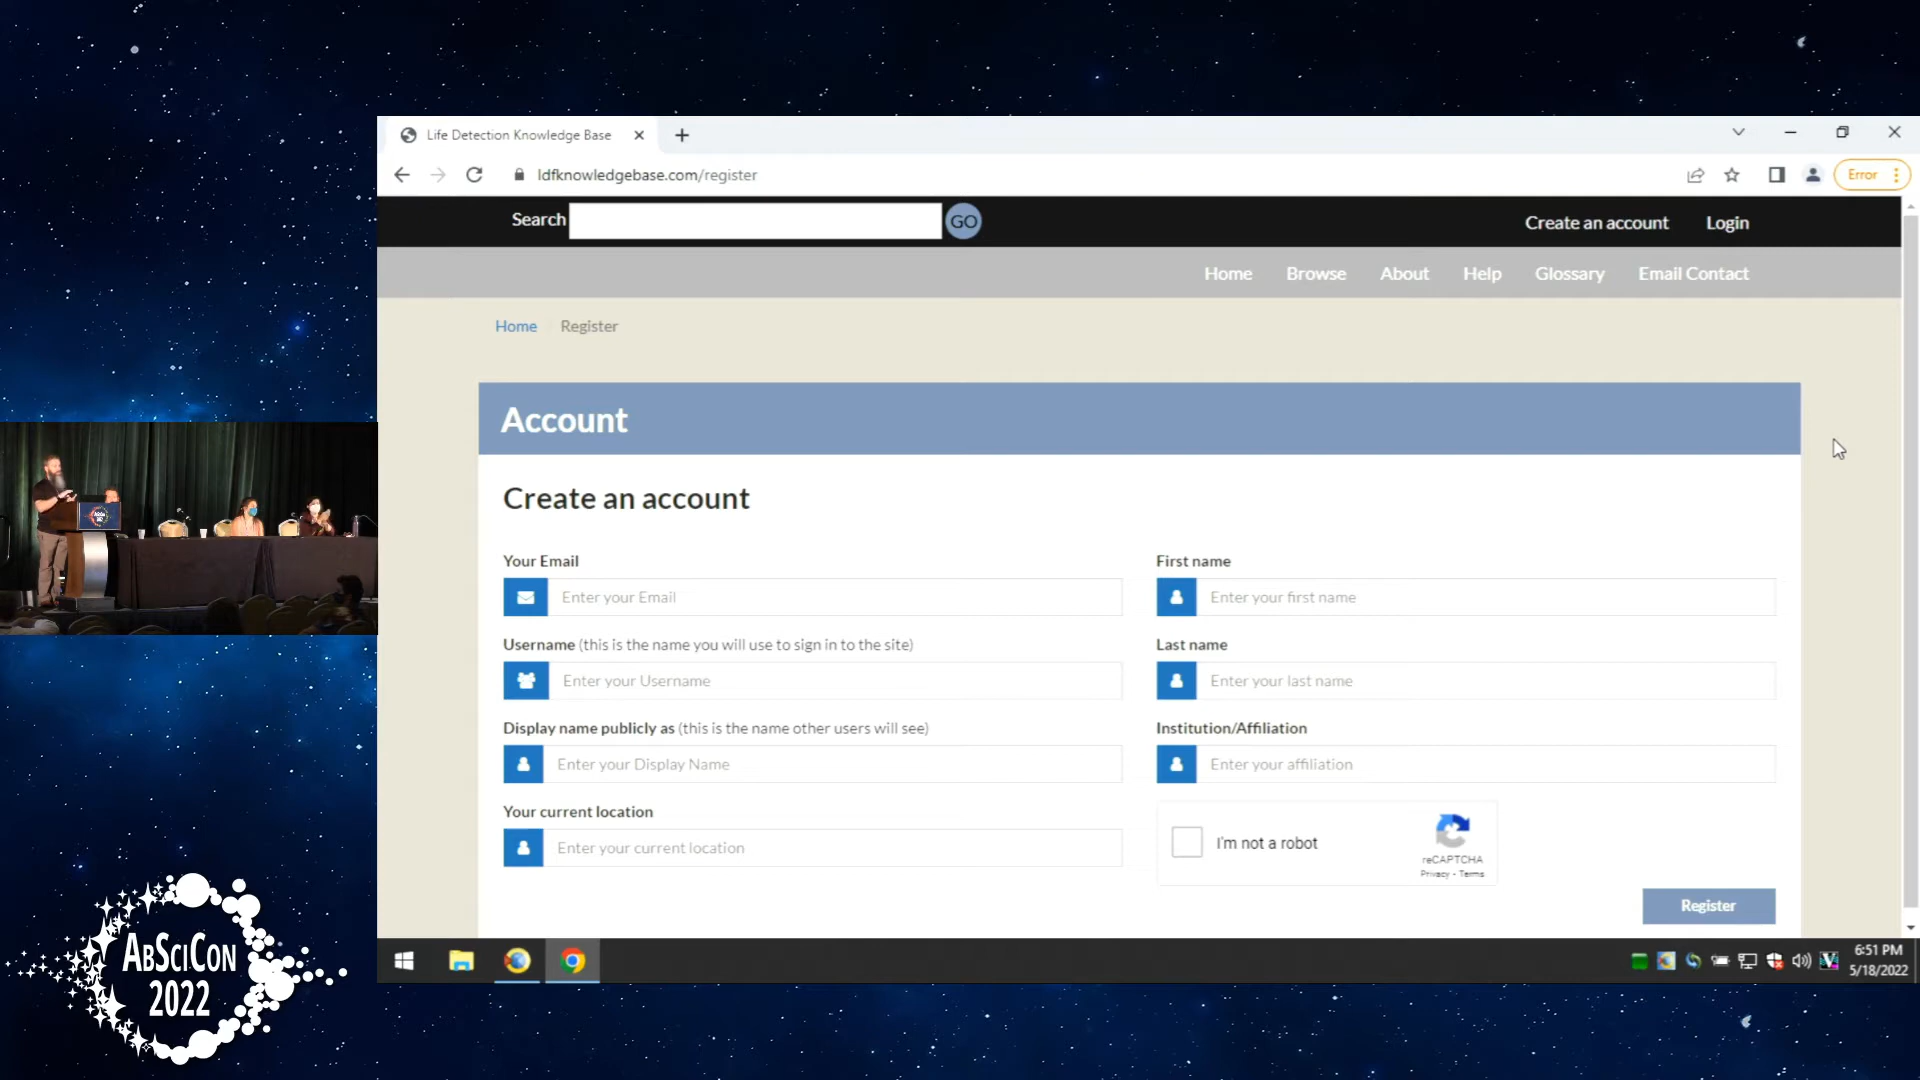 Life Detection Knowledge Base
ldfknowledgebase.com/register
Error
Search
GO
Create an account
Login
Home
Browse
About
Help
Glossary
Email Contact
Home
Register
Account
Create an account
Your Email
Enter your Email
First name
Enter your first name
Username (this is the name you will use to sign in to the site)
Enter your Username
Last name
Enter your last name
Display name publicly as (this is the name other users will see)
Enter your Display Name
Institution/Affiliation
Enter your affiliation
Your current location
Enter your current location
I'm not a robot
reCAPTCHA
Privacy - Terms
Register
6:51 PM
5/18/2022
AbSciCon
2022